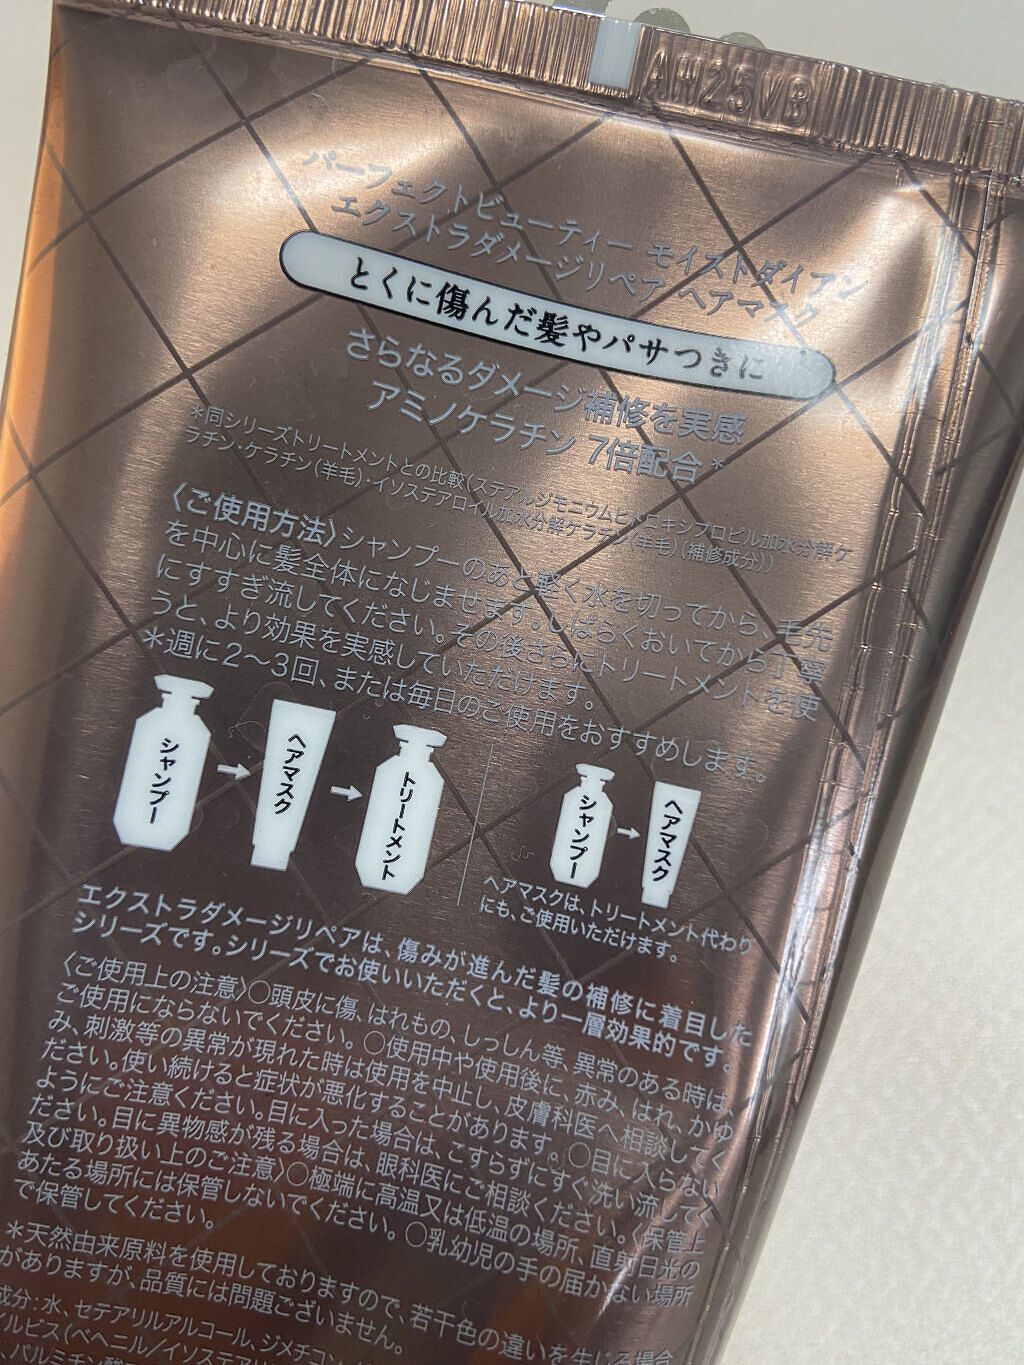 AH25VB
パーフェクトビューティー モイストダイアン
エクストラダメージリペア ヘアマスク
とくに傷んだ髪やパサつきに
さらなるダメージ補修を実感
アミノケラチン 7倍配合*
*同シリーズトリートメントとの比較(ステアルジモニウムヒドロキシプロピル加水分解ケ
ラチン・ケラチン(羊毛)・イソステアロイル加水分解ケラチン(羊毛)(補修成分))
〈ご使用方法〉シャンプーのあと軽く水を切ってから、毛先
を中心に髪全体になじませます。しばらくおいてから丁寧
にすすぎ流してください。その後さらにトリートメントを使
うと、より効果を実感していただけます。
*週に2〜3回、または毎日のご使用をおすすめします。
シャンプー
ヘアマスク
トリートメント
シャンプー
ヘアマスク
ヘアマスクは、トリートメント代わり
にも、ご使用いただけます。
エクストラダメージリペアは、傷みが進んだ髪の補修に着目した
シリーズです。シリーズでお使いいただくと、より一層効果的です。
〈ご使用上の注意〉○頭皮に傷、はれもの、しっしん等、異常のある時は、
ご使用にならないでください。○使用中や使用後に、赤み、はれ、かゆ
み、刺激等の異常が現れた時は使用を中止し、皮膚科医へ相談してく
ださい。使い続けると症状が悪化することがあります。○目に入らない
ようにご注意ください。目に入った場合は、こすらずにすぐ洗い流してく
ださい。目に異物感が残る場合は、眼科医にご相談ください。〈保管上
及び取り扱い上のご注意〉○極端に高温又は低温の場所、直射日光の
あたる場所には保管しないでください。○乳幼児の手の届かない場所
で保管してください。
*天然由来原料を使用しておりますので、若干色の違いを生じる場合
がありますが、品質には問題ございません。
成分:水、セテアリルアルコール、ジメチコン
ルビス(ベヘニル/イソステアリ
、パルミチン酸